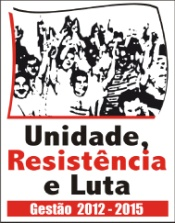 Unidade,
Resistência
e Luta
Gestão 2012 - 2015